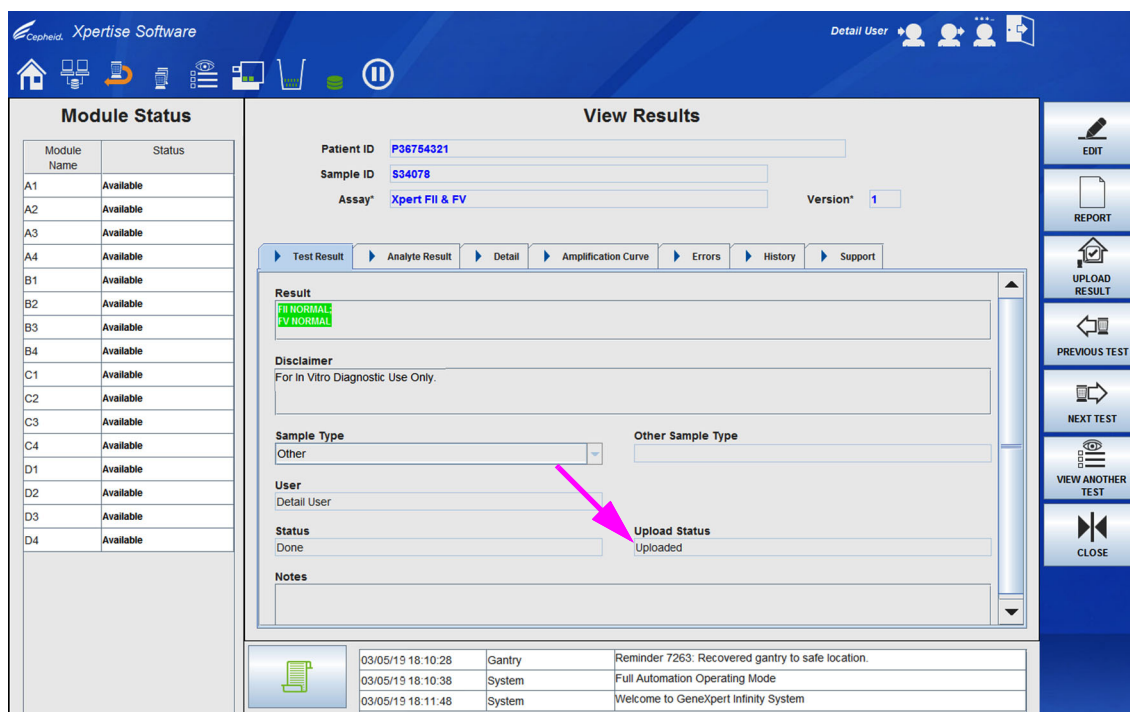 Cepheid. Xpertise Software
Detail User
Module Status
Module Name Status
A1 Available
A2 Available
A3 Available
A4 Available
B1 Available
B2 Available
B3 Available
B4 Available
C1 Available
C2 Available
C3 Available
C4 Available
D1 Available
D2 Available
D3 Available
D4 Available
View Results
Patient ID P36754321
Sample ID S34078
Assay* Xpert FII & FV Version* 1
Test Result Analyte Result Detail Amplification Curve Errors History Support
Result
FII NORMAL;
FV NORMAL
Disclaimer
For In Vitro Diagnostic Use Only.
Sample Type Other Sample Type
Other
User
Detail User
Status Upload Status
Done Uploaded
Notes
03/05/19 18:10:28 Gantry Reminder 7263: Recovered gantry to safe location.
03/05/19 18:10:38 System Full Automation Operating Mode
03/05/19 18:11:48 System Welcome to GeneXpert Infinity System
EDIT
REPORT
UPLOAD
RESULT
PREVIOUS TEST
NEXT TEST
VIEW ANOTHER
TEST
CLOSE